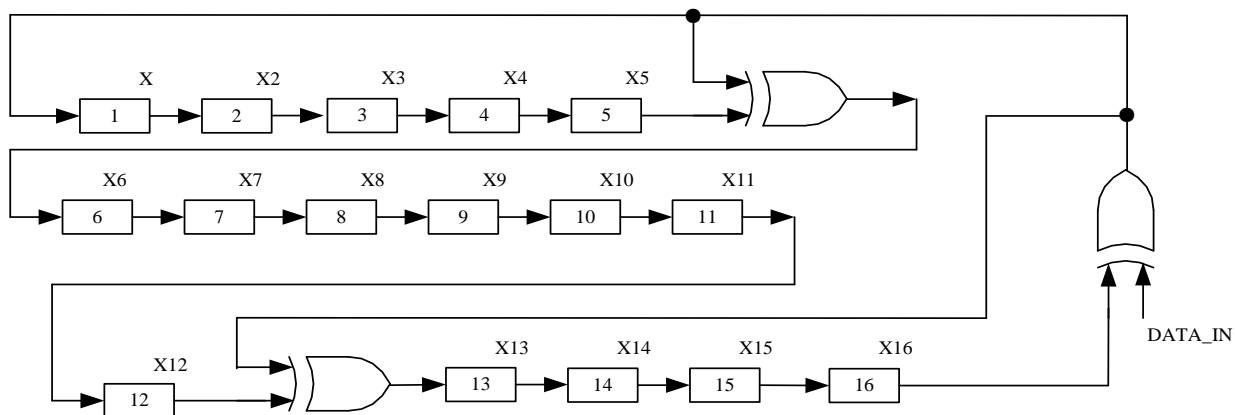 X X2 X3 X4 X5
1 2 3 4 5
X6 X7 X8 X9 X10 X11
6 7 8 9 10 11
DATA_IN
X12 X13 X14 X15 X16
12 13 14 15 16